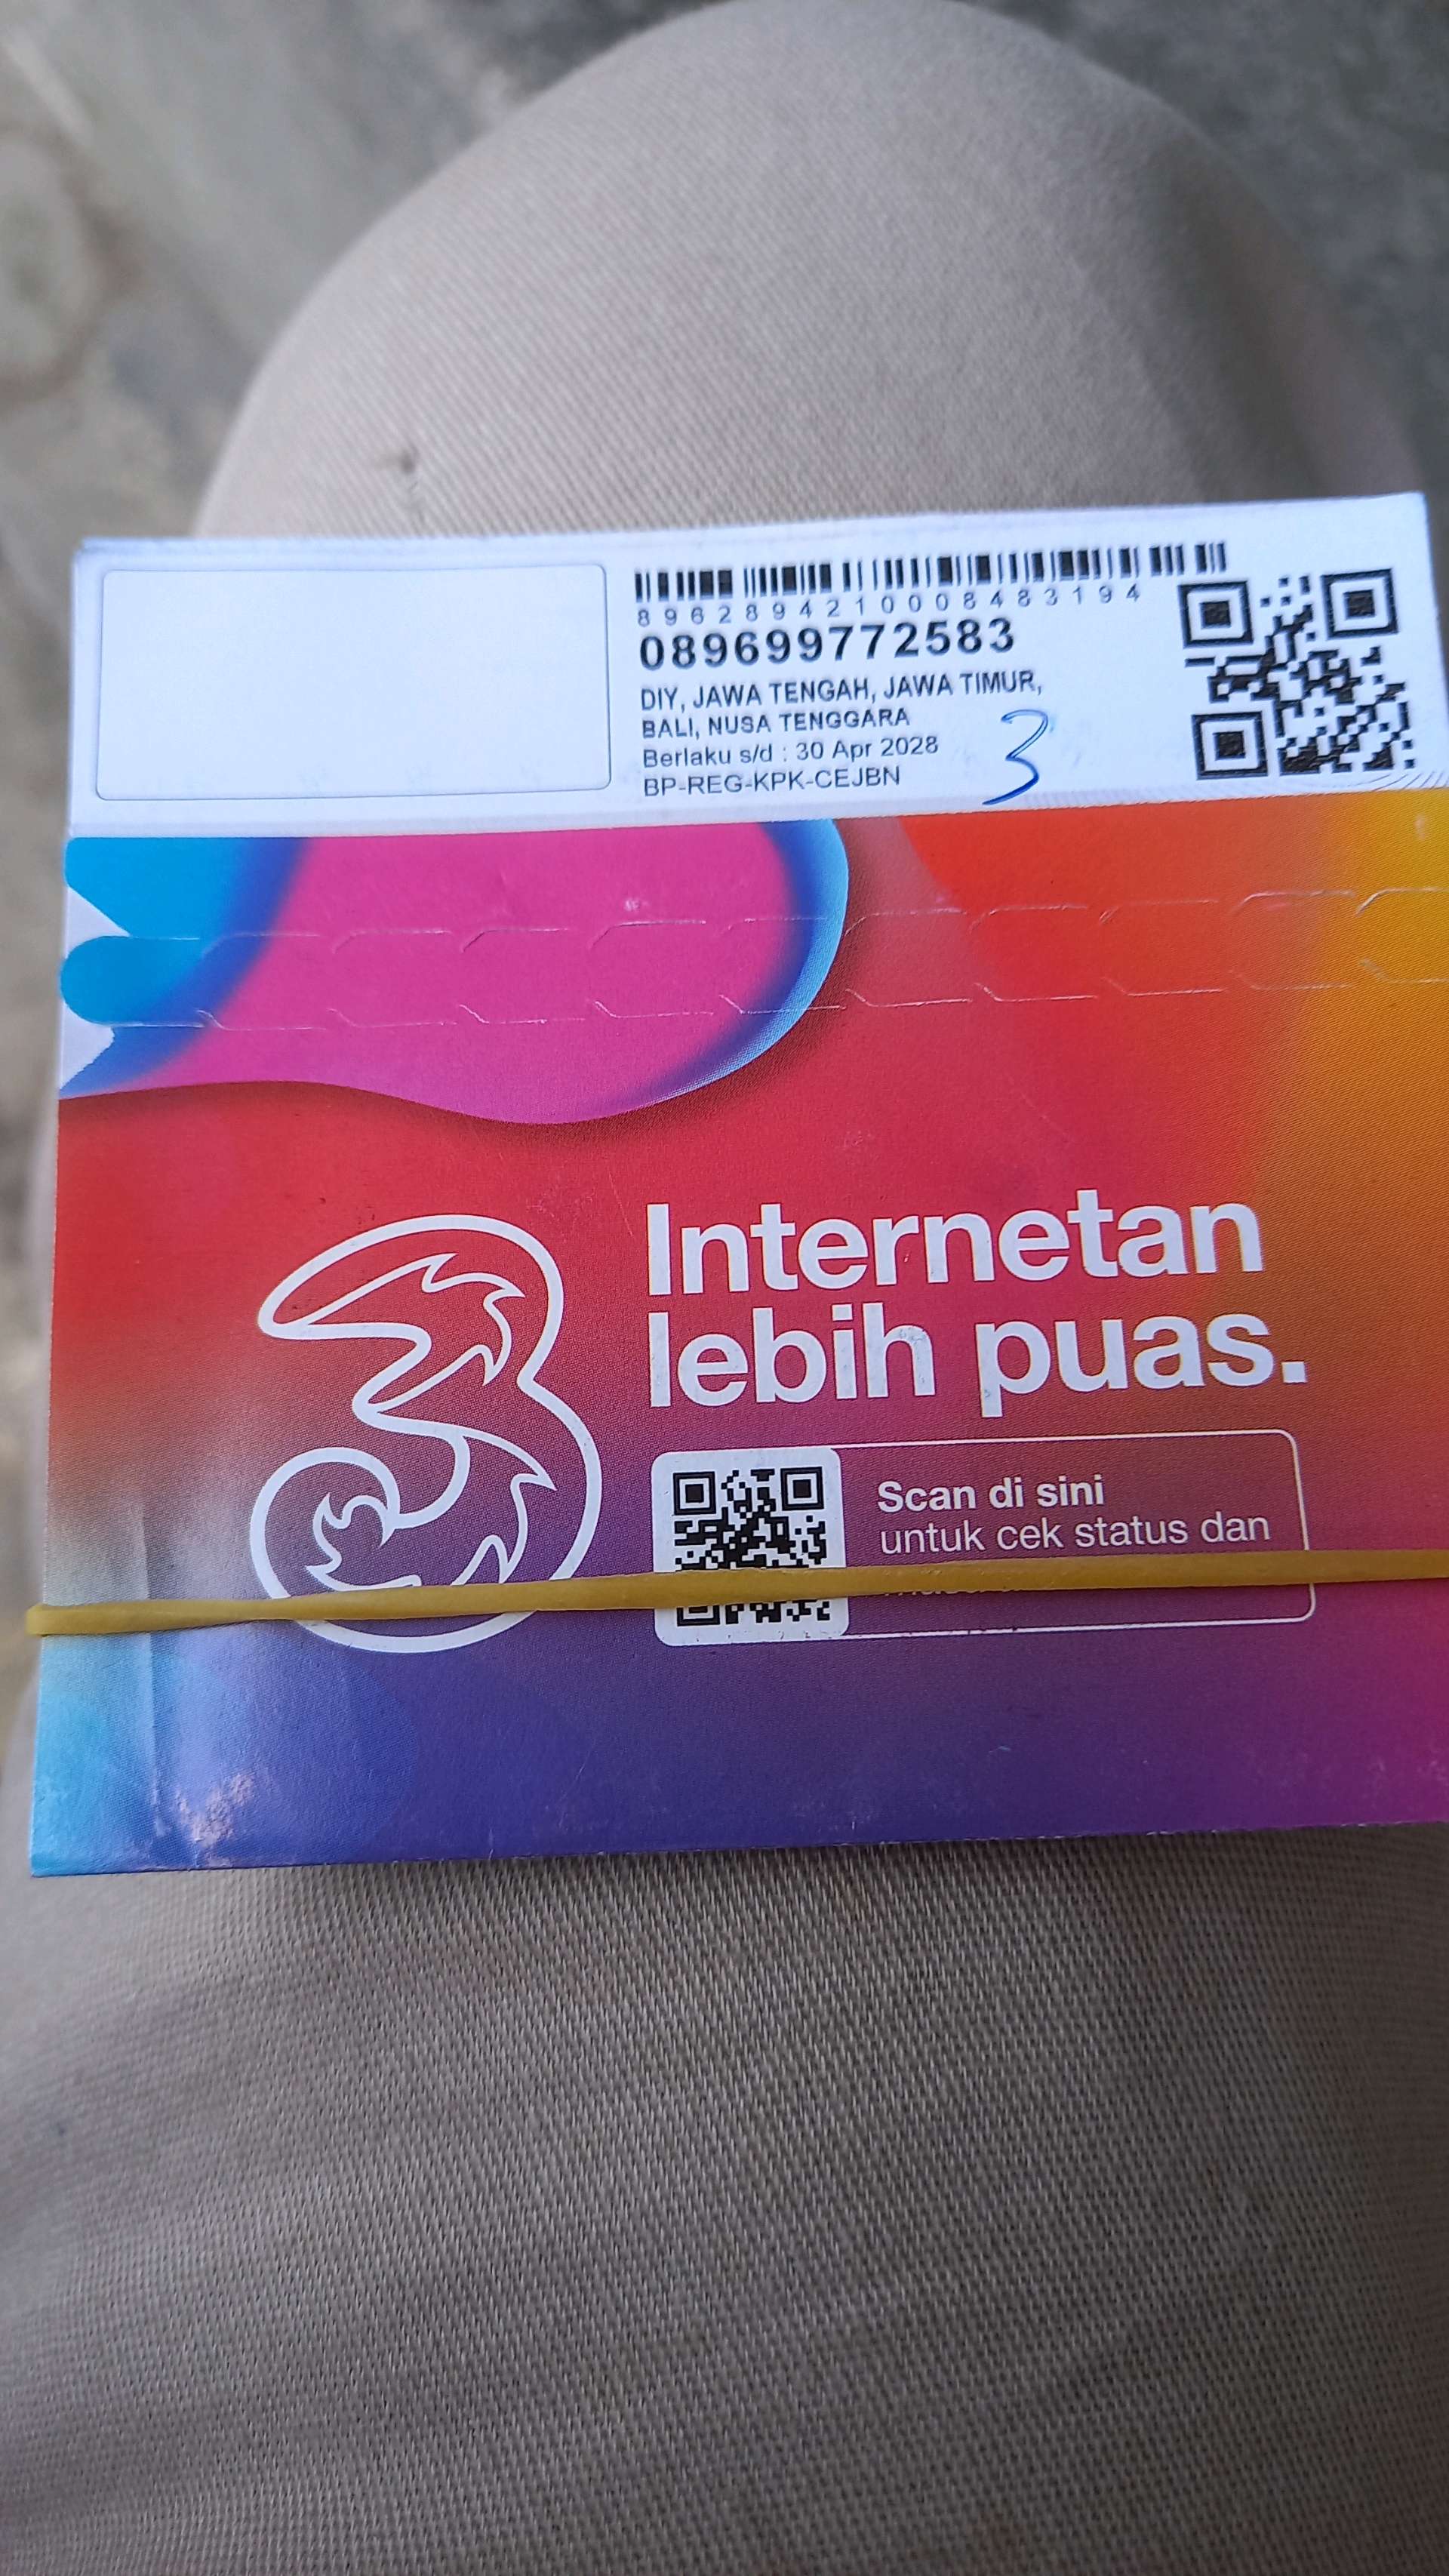 8962894210008483194
089699772583
DIY, JAWA TENGAH, JAWA TIMUR,
BALI, NUSA TENGGARA
Berlaku s/d : 30 Apr 2028
BP-REG-KPK-CEJBN
3
3
Internetan
lebih puas.
Scan di sini
untuk cek status dan